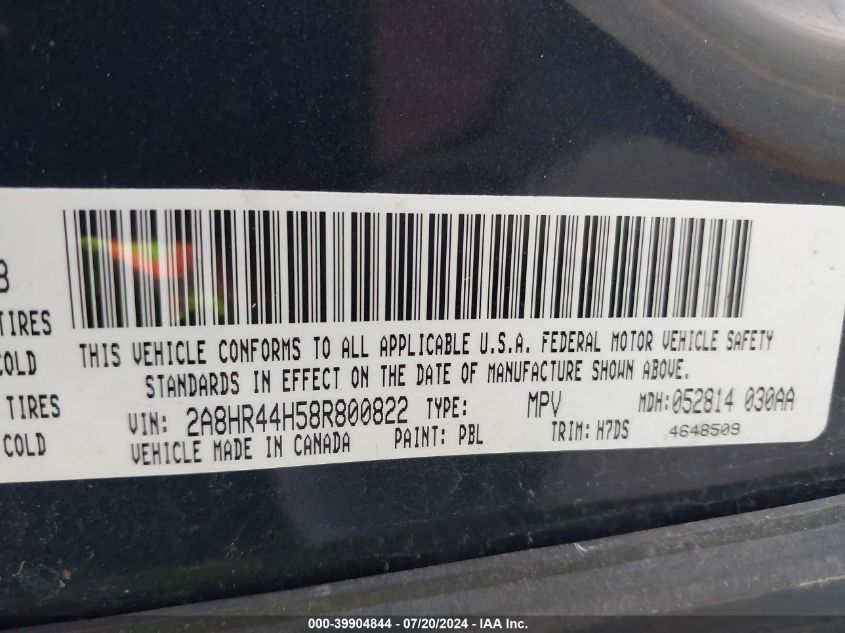 TIRES
COLD
TIRES
COLD
THIS VEHICLE CONFORMS TO ALL APPLICABLE U.S.A. FEDERAL MOTOR VEHICLE SAFETY
STANDARDS IN EFFECT ON THE DATE OF MANUFACTURE SHOWN ABOVE.
VIN: 2A8HR44H58R800822 TYPE: MPV MDH:052814 030AA
VEHICLE MADE IN CANADA PAINT: PBL TRIM: H7DS 4648509
000-39904844 - 07/20/2024 - IAA Inc.